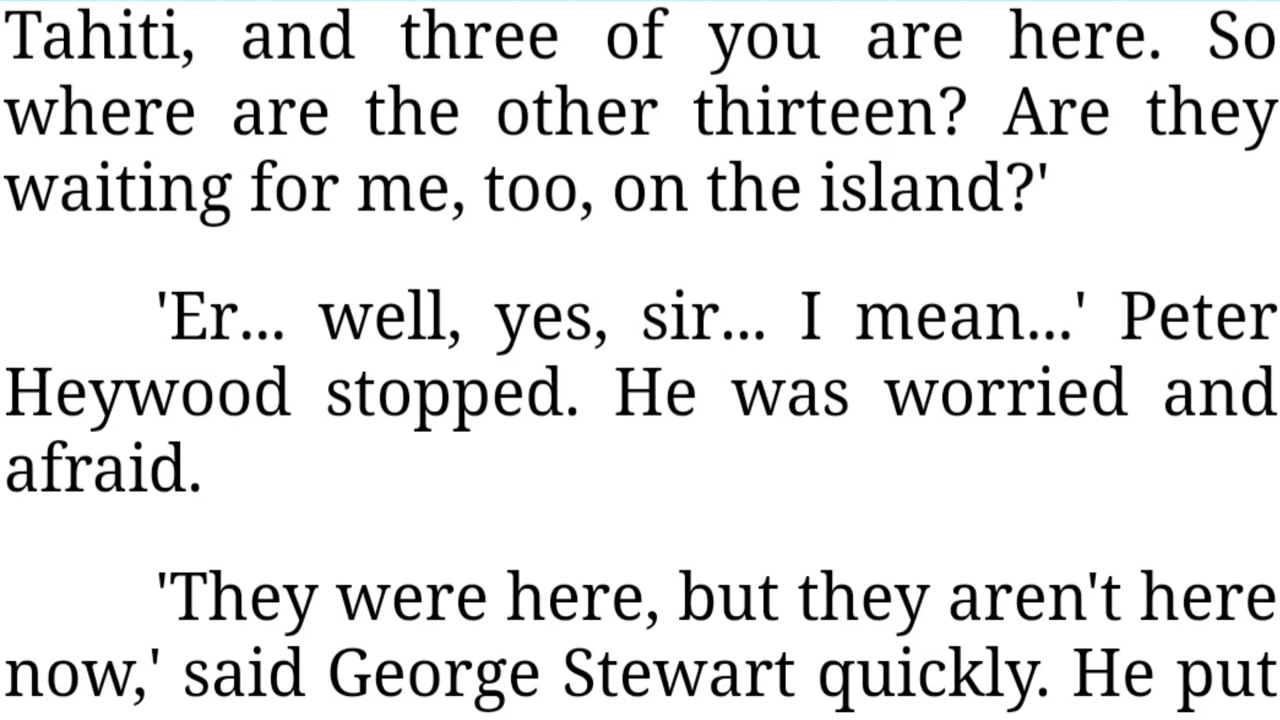 Tahiti, and three of you are here. So
where are the other thirteen? Are they
waiting for me, too, on the island?'
'Er... well, yes, sir... I mean...' Peter
Heywood stopped. He was worried and
afraid.
'They were here, but they aren't here
now,' said George Stewart quickly. He put